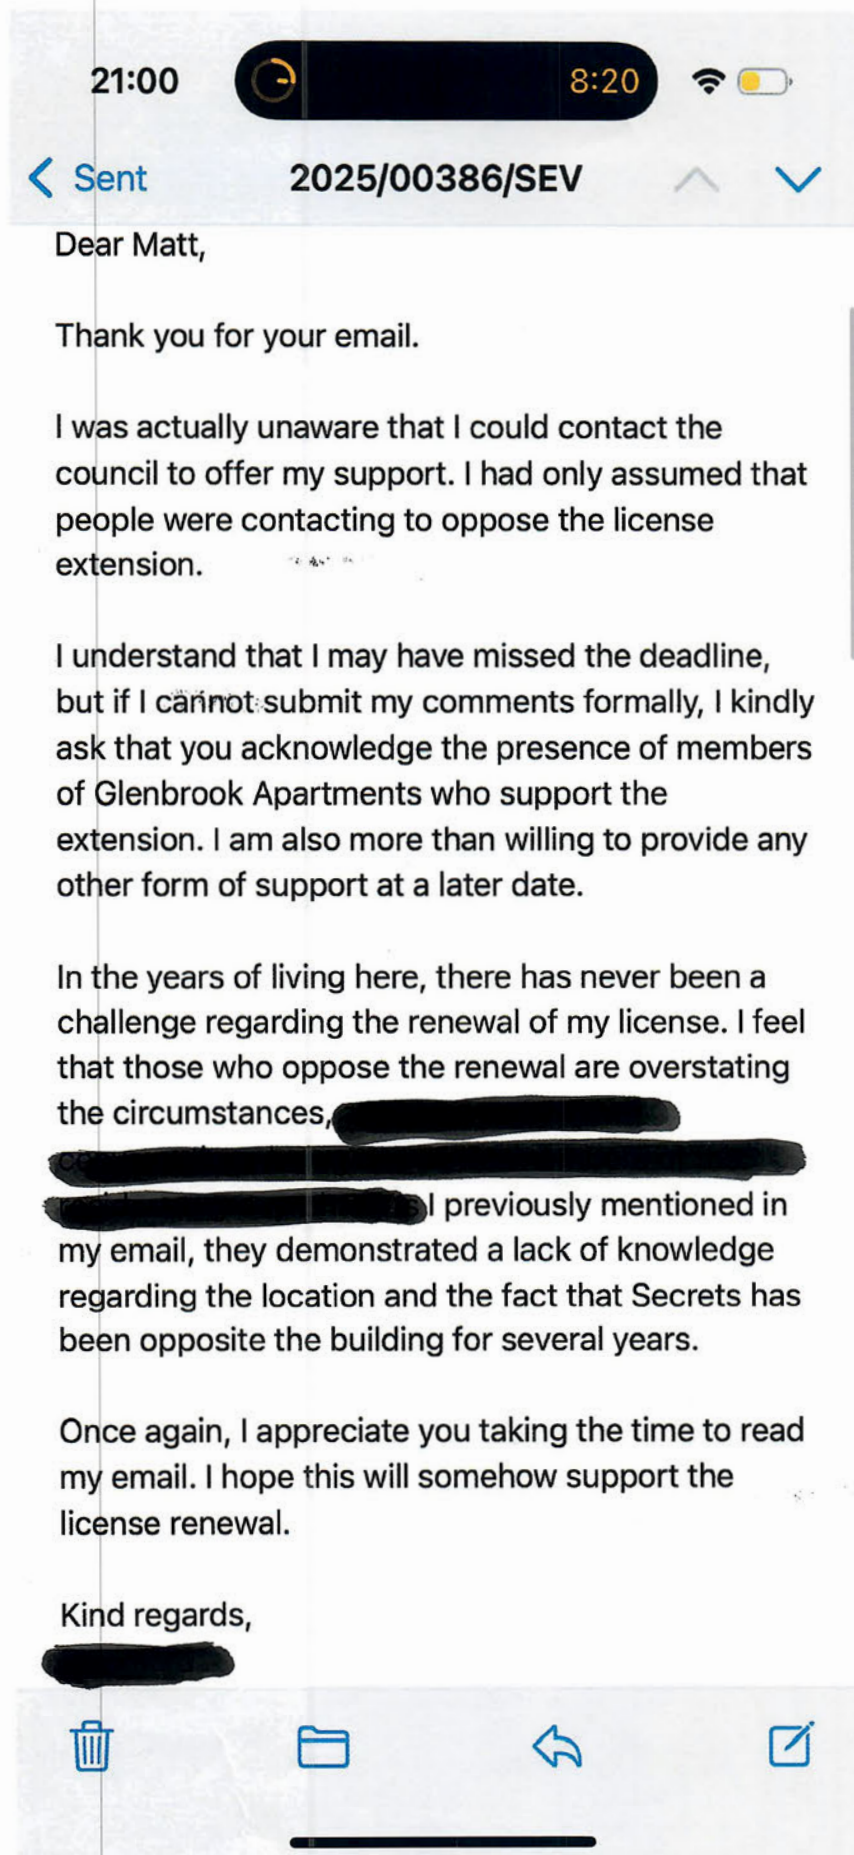 21:00
8:20
Sent
2025/00386/SEV
Dear Matt,
Thank you for your email.
I was actually unaware that I could contact the
council to offer my support. I had only assumed that
people were contacting to oppose the license
extension.
I understand that I may have missed the deadline,
but if I cannot submit my comments formally, I kindly
ask that you acknowledge the presence of members
of Glenbrook Apartments who support the
extension. I am also more than willing to provide any
other form of support at a later date.
In the years of living here, there has never been a
challenge regarding the renewal of my license. I feel
that those who oppose the renewal are overstating
the circumstances,
I previously mentioned in
my email, they demonstrated a lack of knowledge
regarding the location and the fact that Secrets has
been opposite the building for several years.
Once again, I appreciate you taking the time to read
my email. I hope this will somehow support the
license renewal.
Kind regards,